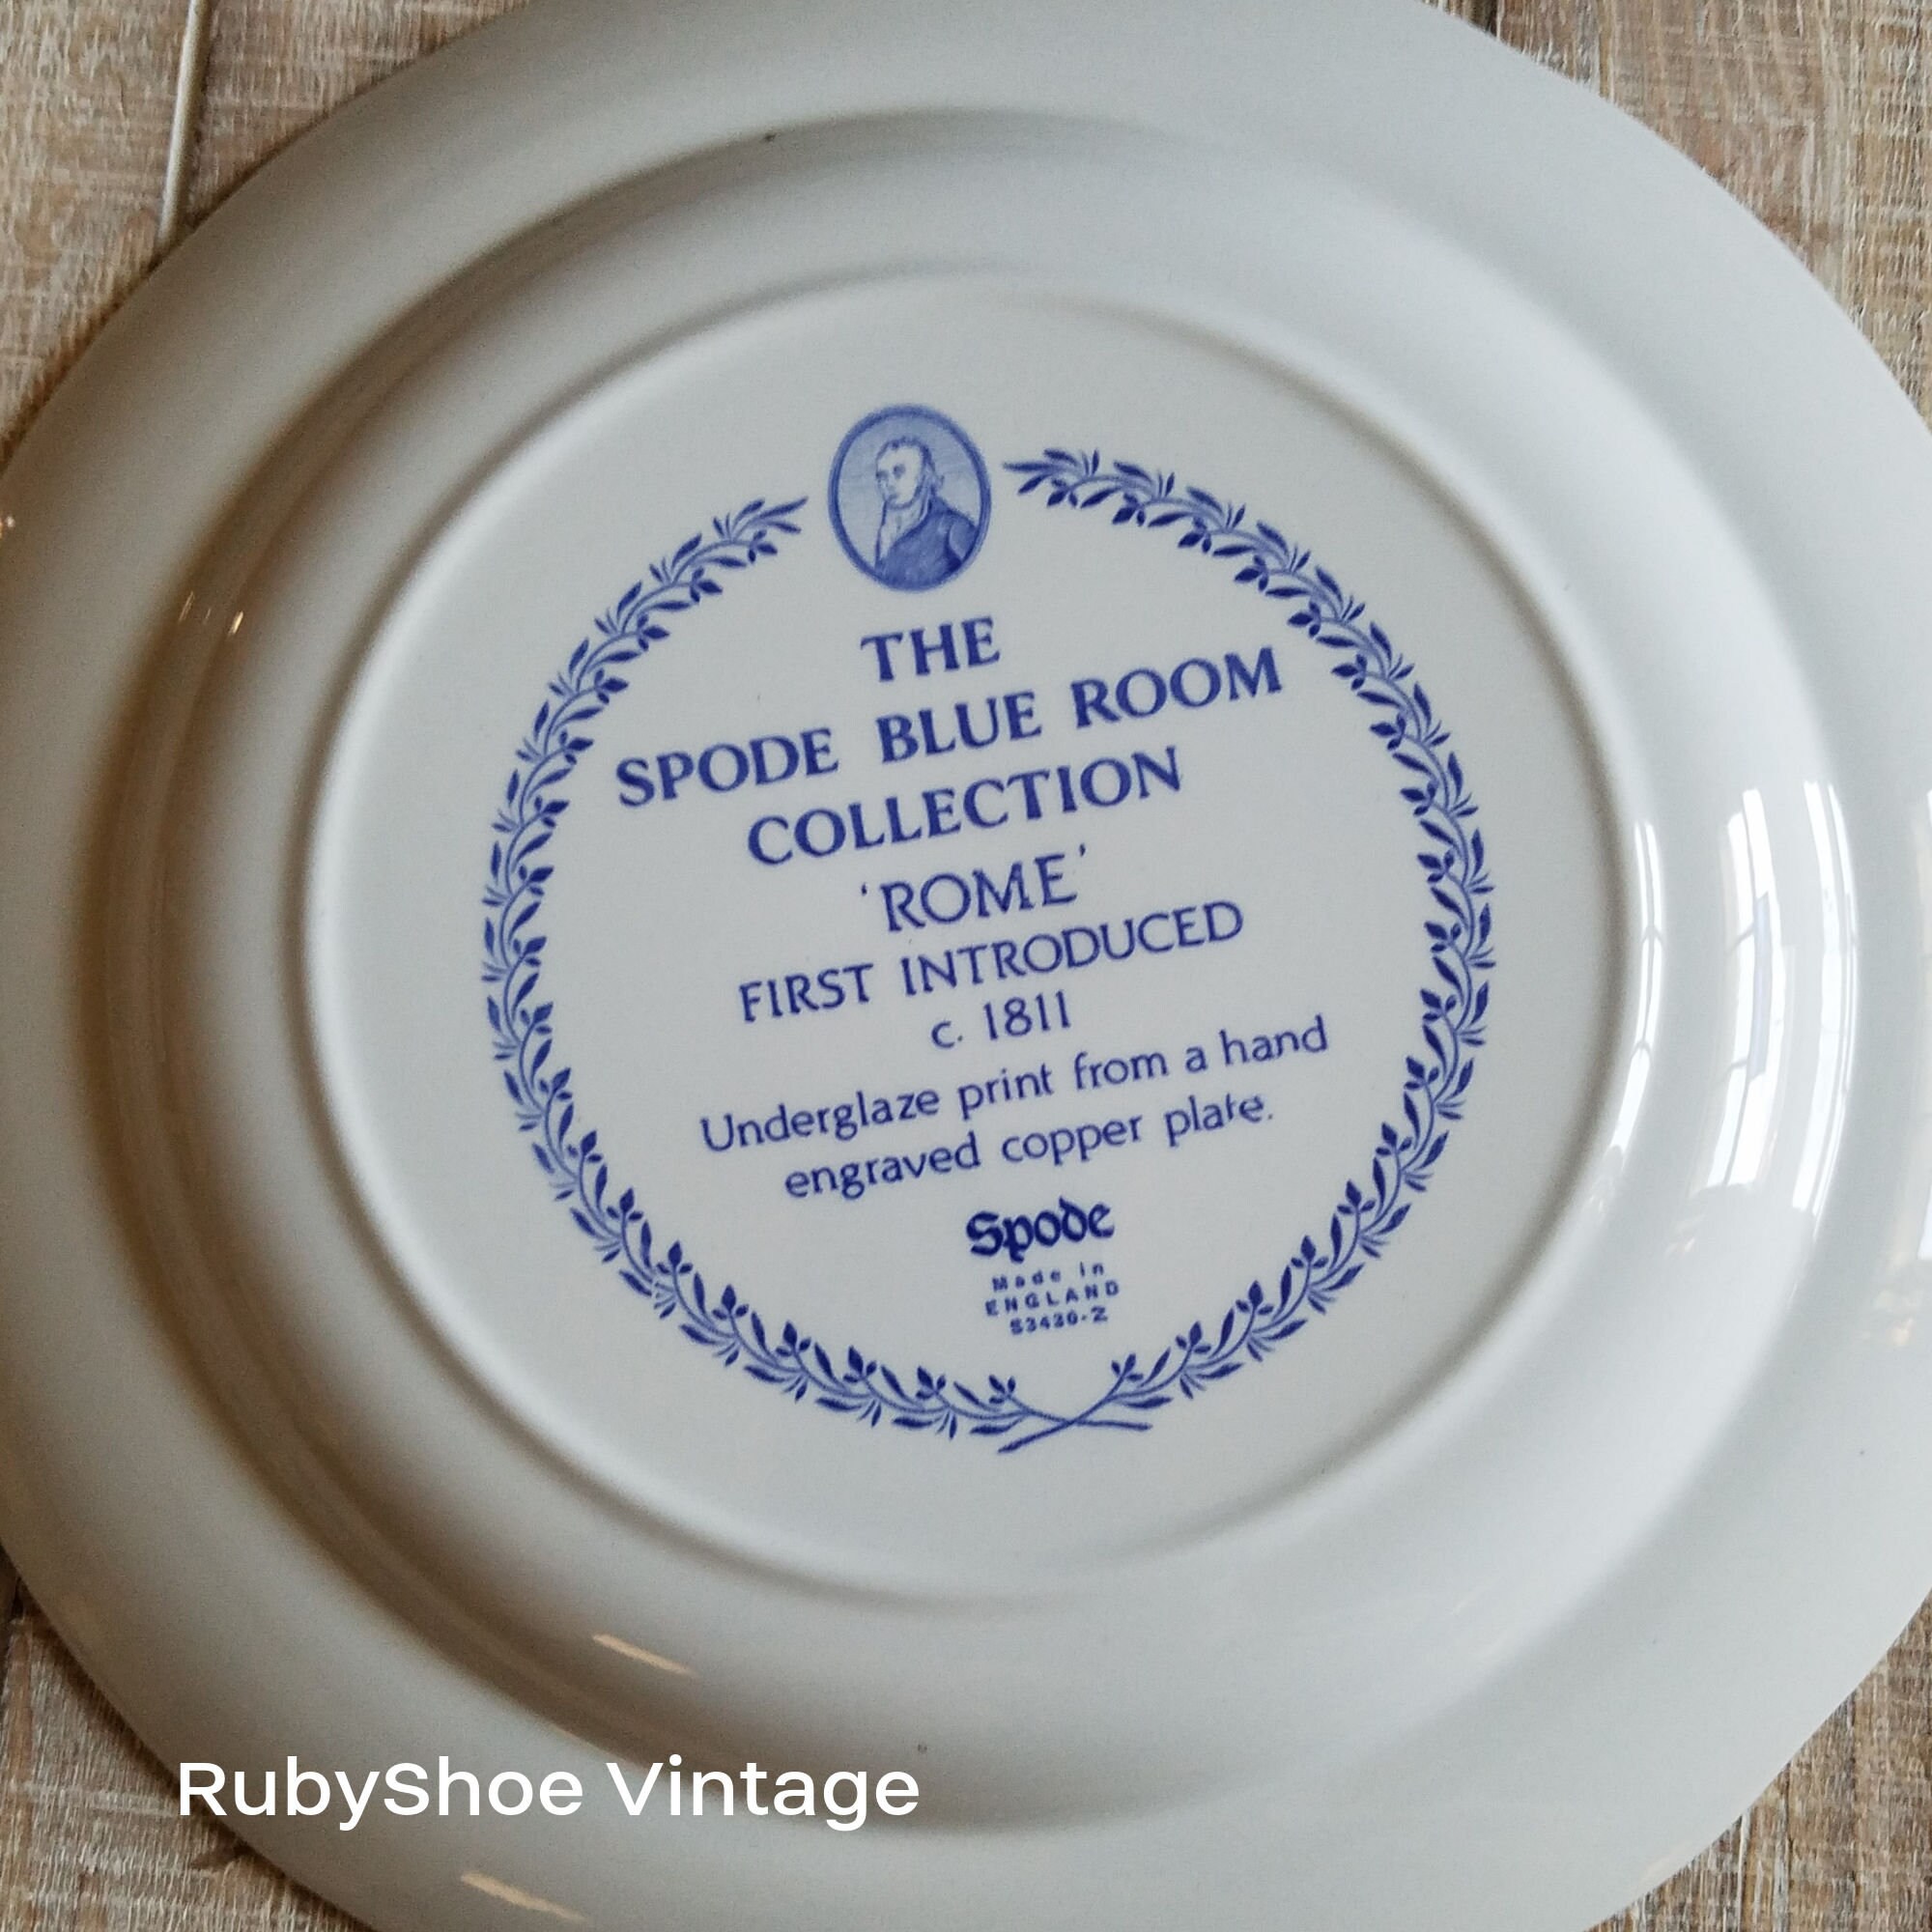 THE
SPODE BLUE ROOM
COLLECTION
'ROME'
FIRST INTRODUCED
c. 1811
Underglaze print from a hand
engraved copper plate.
Spode
Made in
ENGLAND
S3430-Z
RubyShoe Vintage